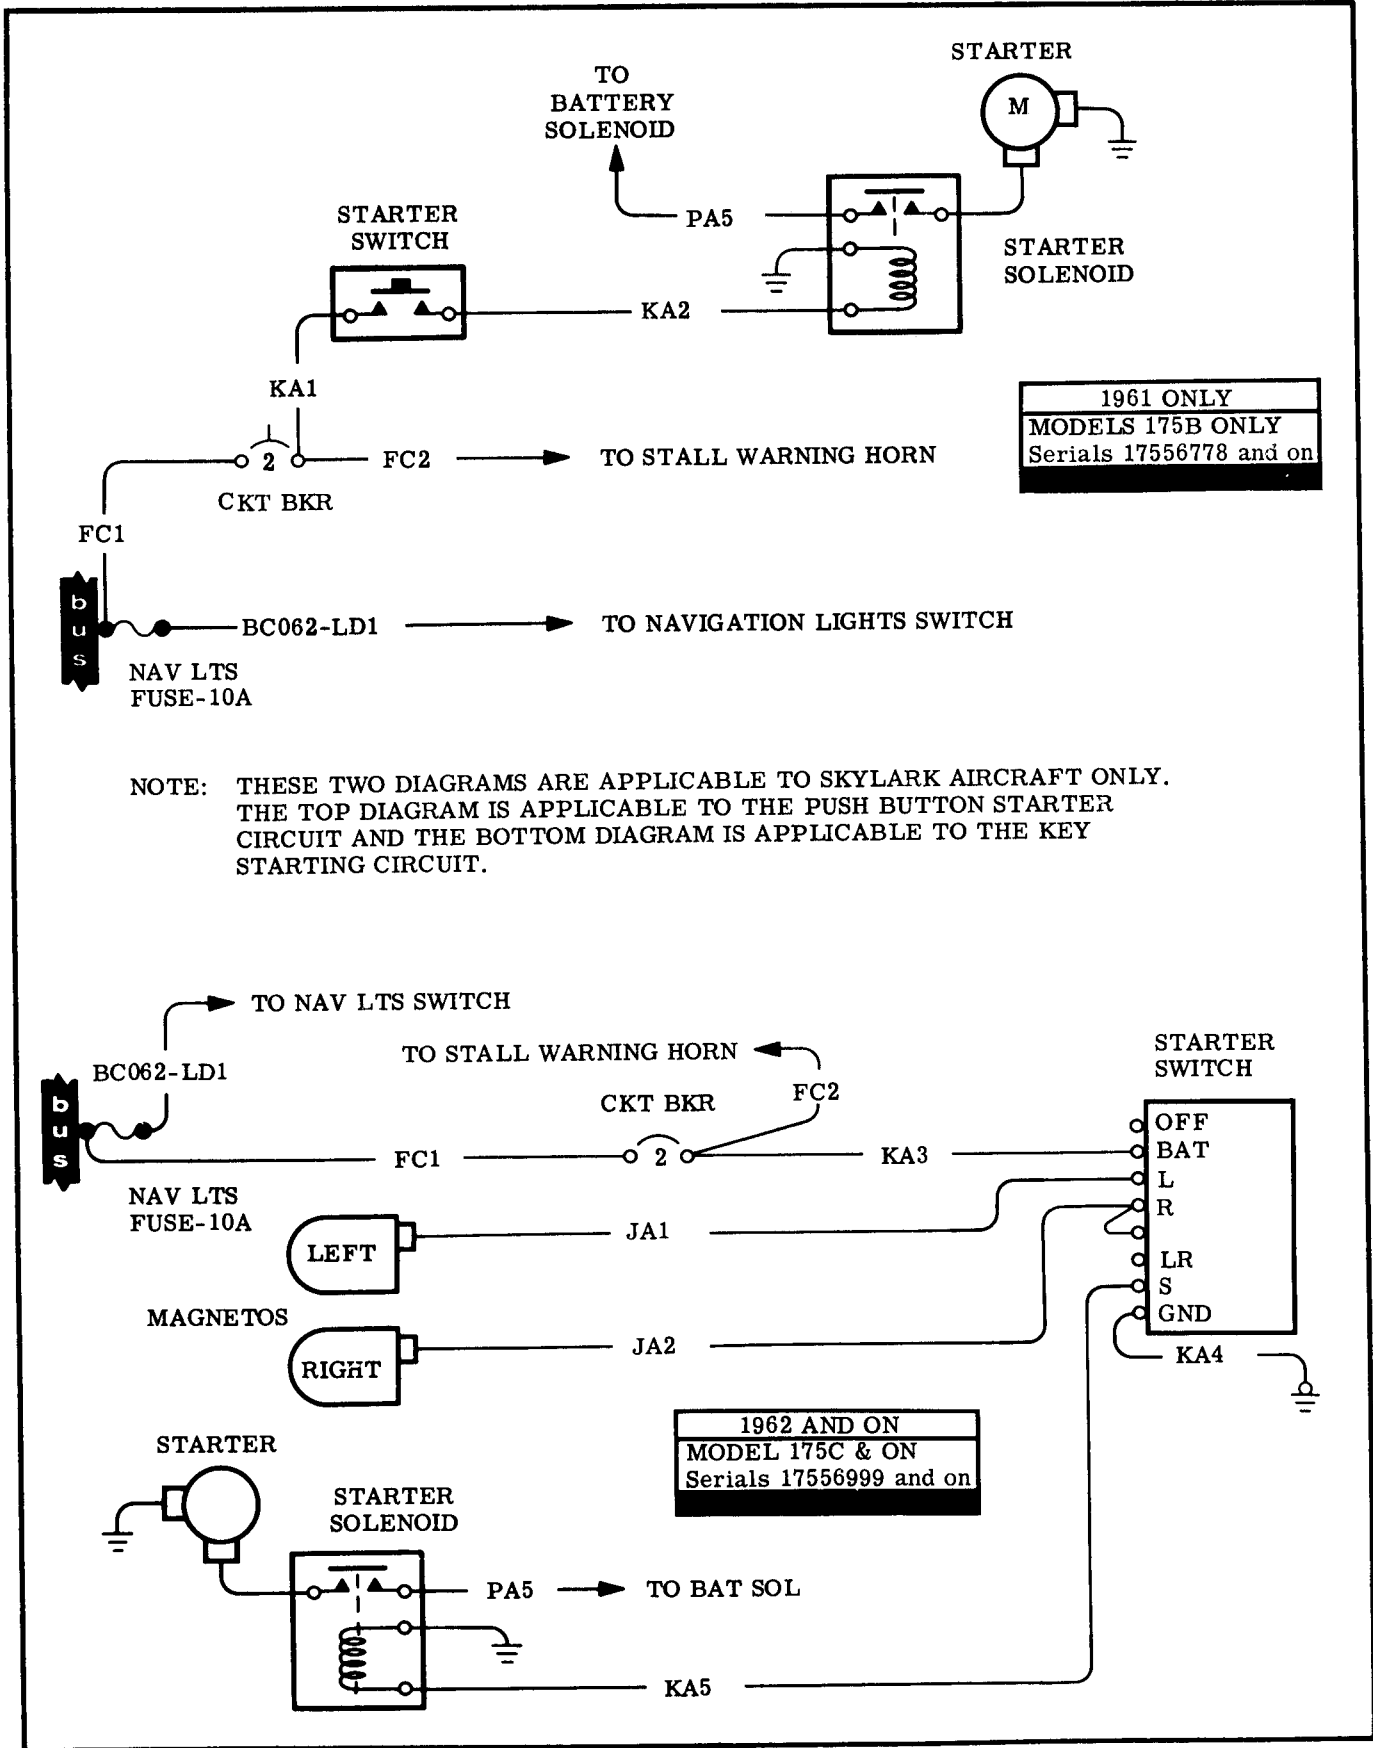 STARTER
TO
BATTERY
SOLENOID
M
STARTER
SWITCH
PA5
STARTER
SOLENOID
KA2
KA1
1961 ONLY
MODELS 175B ONLY
Serials 17556778 and on
2
FC2
TO STALL WARNING HORN
CKT BKR
FC1
bus
BC062-LD1
TO NAVIGATION LIGHTS SWITCH
NAV LTS
FUSE-10A
NOTE: THESE TWO DIAGRAMS ARE APPLICABLE TO SKYLARK AIRCRAFT ONLY.
THE TOP DIAGRAM IS APPLICABLE TO THE PUSH BUTTON STARTER
CIRCUIT AND THE BOTTOM DIAGRAM IS APPLICABLE TO THE KEY
STARTING CIRCUIT.
TO NAV LTS SWITCH
TO STALL WARNING HORN
STARTER
SWITCH
BC062-LD1
FC2
CKT BKR
bus
OFF
BAT
L
R
LR
S
GND
FC1
2
KA3
NAV LTS
FUSE-10A
LEFT
JA1
MAGNETOS
RIGHT
JA2
KA4
1962 AND ON
MODEL 175C & ON
Serials 17556999 and on
STARTER
STARTER
SOLENOID
PA5
TO BAT SOL
KA5